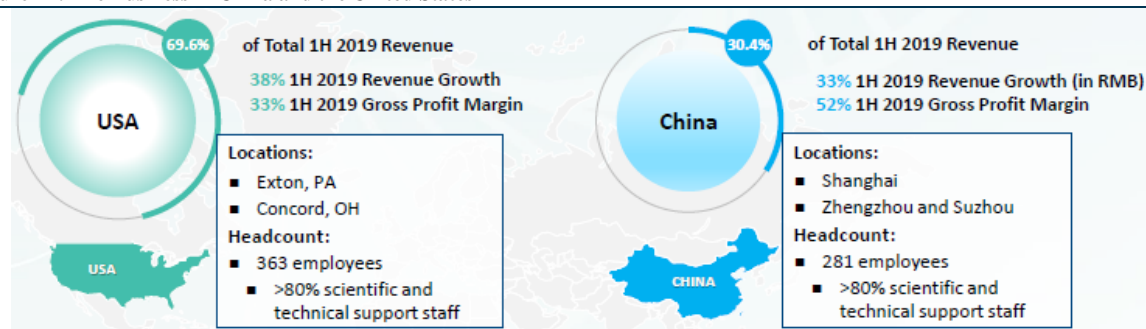 69.6%
of Total 1H 2019 Revenue
38% 1H 2019 Revenue Growth
33% 1H 2019 Gross Profit Margin
USA
Locations:
■ Exton, PA
■ Concord, OH
Headcount:
■ 363 employees
■ >80% scientific and
technical support staff
USA
30.4%
of Total 1H 2019 Revenue
33% 1H 2019 Revenue Growth (in RMB)
52% 1H 2019 Gross Profit Margin
China
Locations:
■ Shanghai
■ Zhengzhou and Suzhou
Headcount:
■ 281 employees
■ >80% scientific and
technical support staff
CHINA